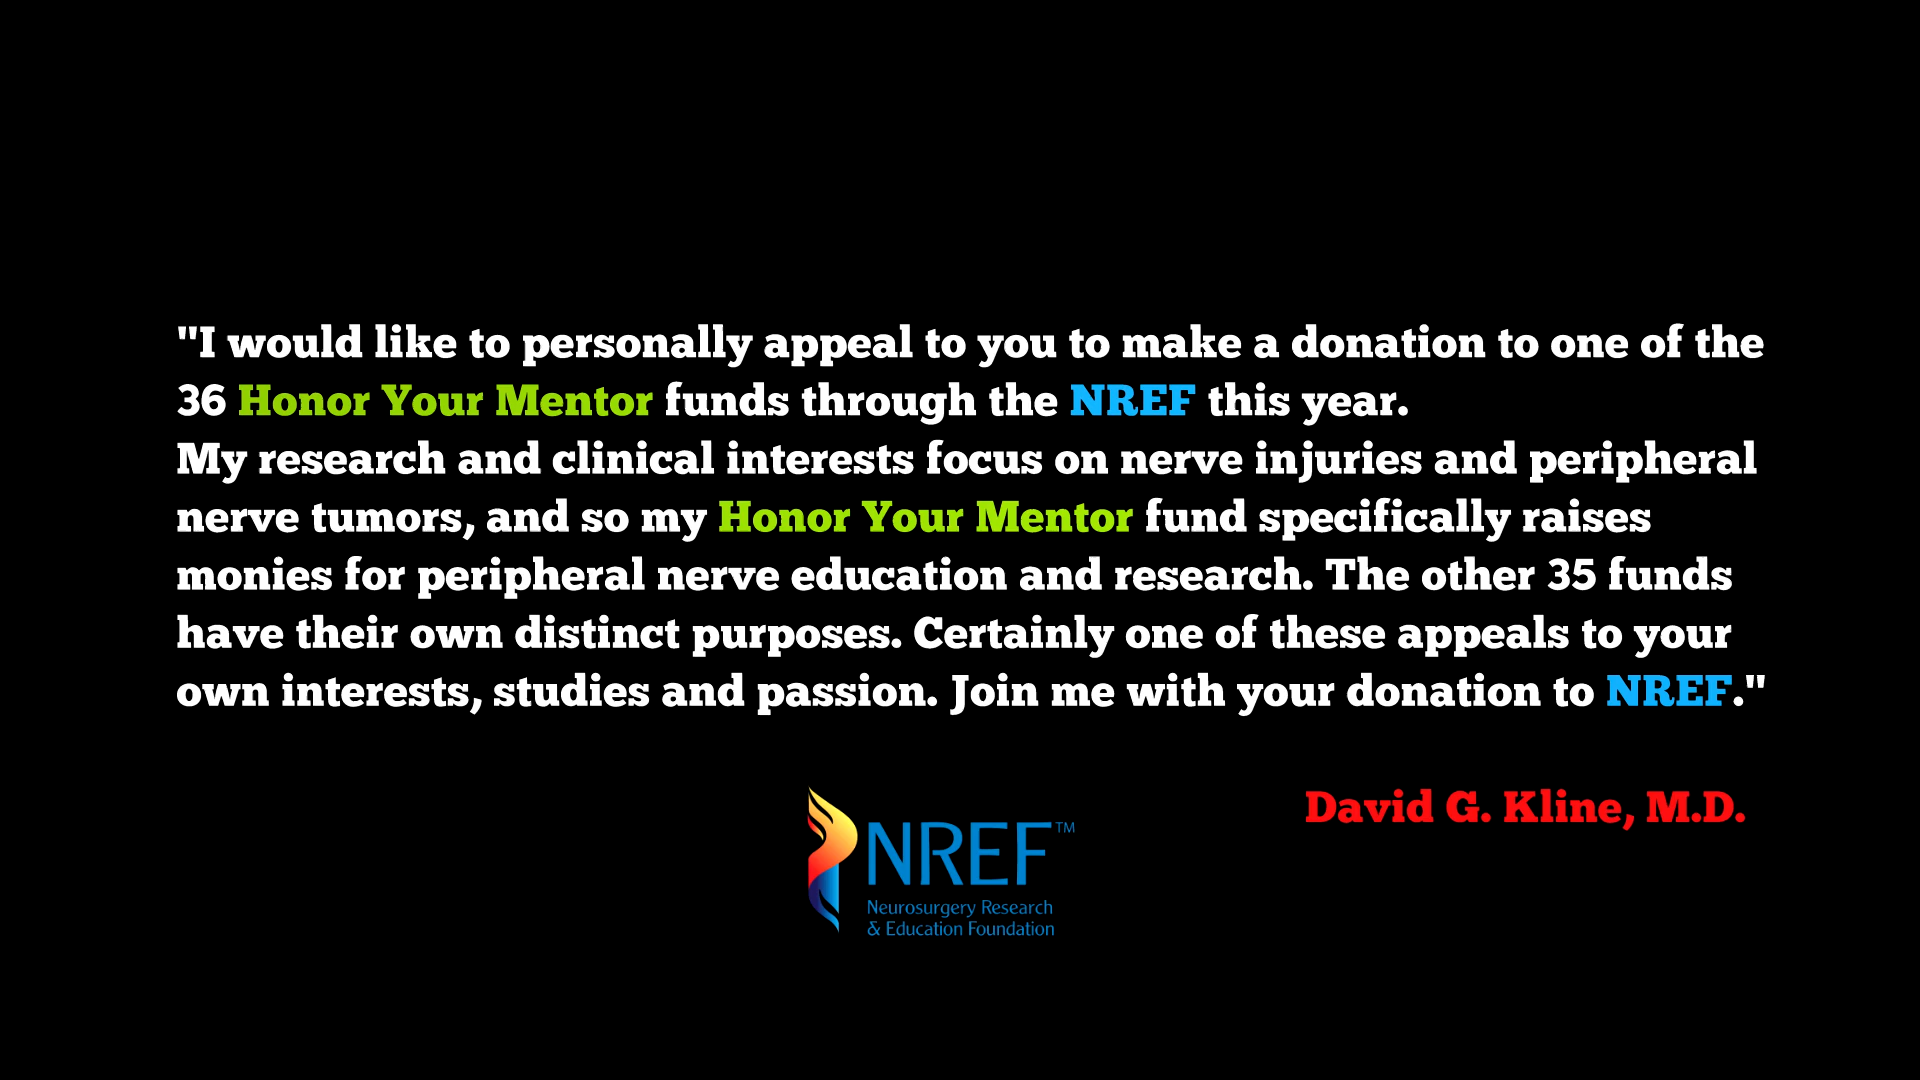 "I would like to personally appeal to you to make a donation to one of the
36 Honor Your Mentor funds through the NREF this year.
My research and clinical interests focus on nerve injuries and peripheral
nerve tumors, and so my Honor Your Mentor fund specifically raises
monies for peripheral nerve education and research. The other 35 funds
have their own distinct purposes. Certainly one of these appeals to your
own interests, studies and passion. Join me with your donation to NREF."
David G. Kline, M.D.
NREF™
Neurosurgery Research
& Education Foundation